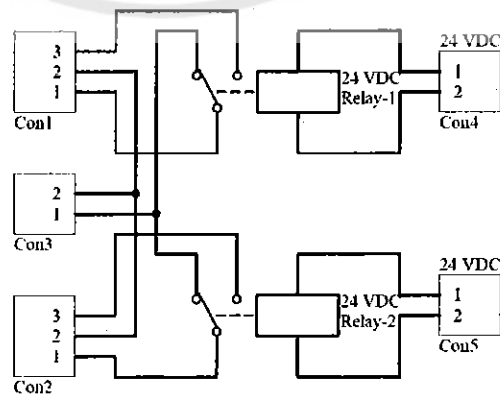 3
2
1
Con1
24 VDC
Relay-1
24 VDC
1
2
Con4
2
1
Con3
3
2
1
Con2
24 VDC
Relay-2
24 VDC
1
2
Con5